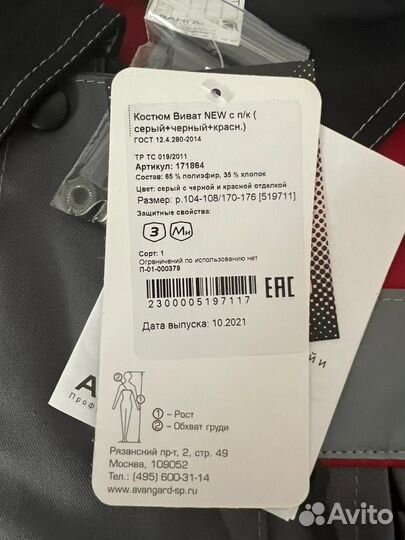 Костюм Виват NEW с п/к (
серый+черный+красн.)
ГОСТ 12.4.280-2014
ТР ТС 019/2011
Артикул: 171864
Состав: 65 % полиэфир, 35 % хлопок
Цвет: серый с черной и красной отделкой
Размер: р.104-108/170-176 [519711]
Защитные свойства:
З Ми
Сорт: 1
Ограничений по использованию нет
П-01-000379
2300005197117
EAC
Дата выпуска: 10.2021
① – Рост
② – Обхват груди
Рязанский пр-т, 2, стр. 49
Москва, 109052
Тел.: (495) 600-31-14
www.avangard-sp.ru
Avito